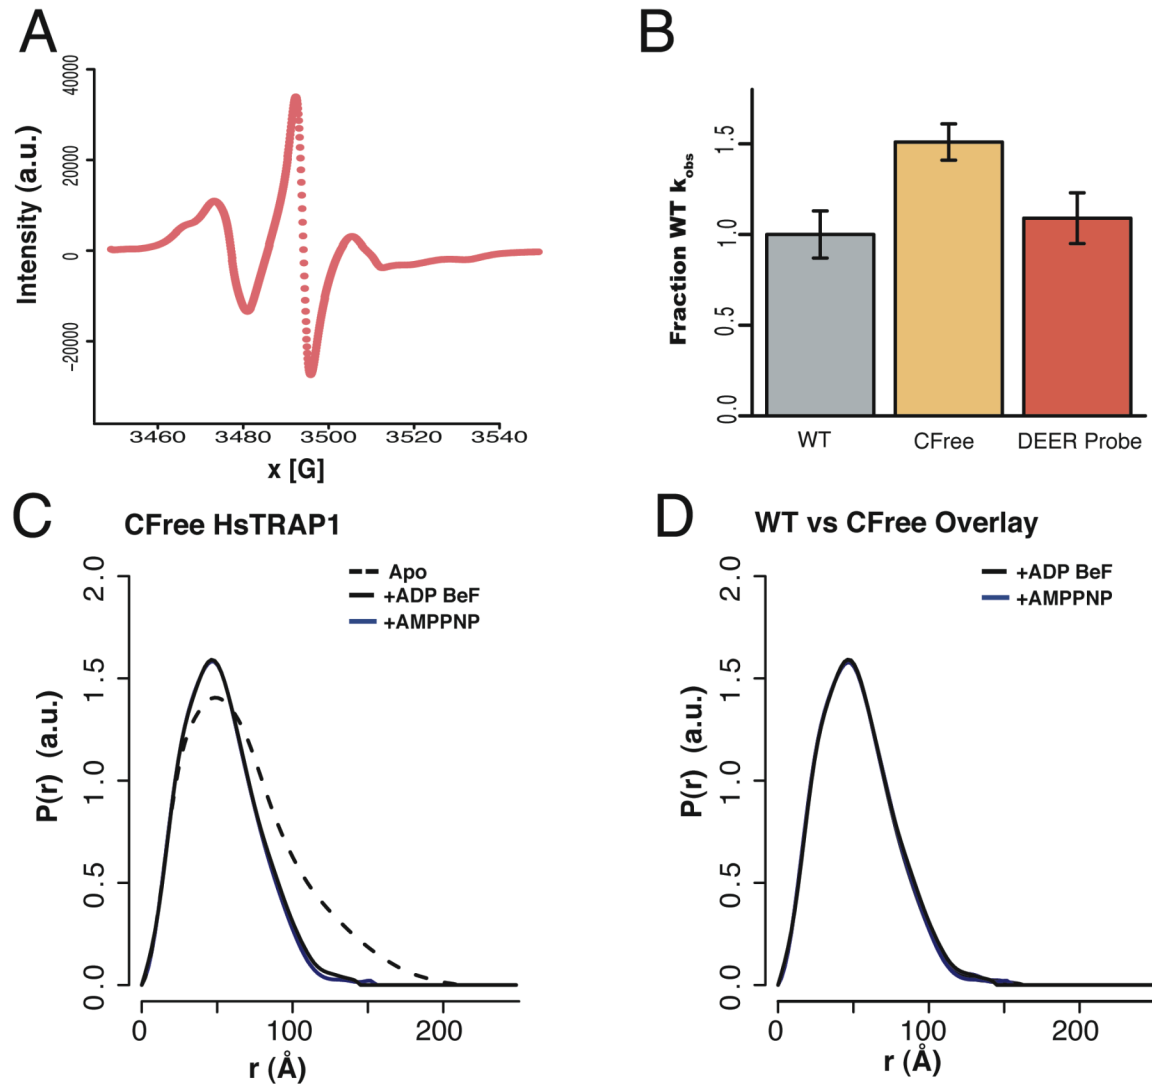 A
Intensity (a.u.)
40000
20000
0
-20000
3460 3480 3500 3520 3540
x [G]
B
Fraction WT kobs
1.5
1.0
0.5
0.0
WT CFree DEER Probe
C
CFree HsTRAP1
Apo
+ADP BeF
+AMPPNP
P(r) (a.u.)
2.0
1.5
1.0
0.5
0.0
0 100 200
r (Å)
D
WT vs CFree Overlay
+ADP BeF
+AMPPNP
P(r) (a.u.)
2.0
1.5
1.0
0.5
0.0
0 100 200
r (Å)